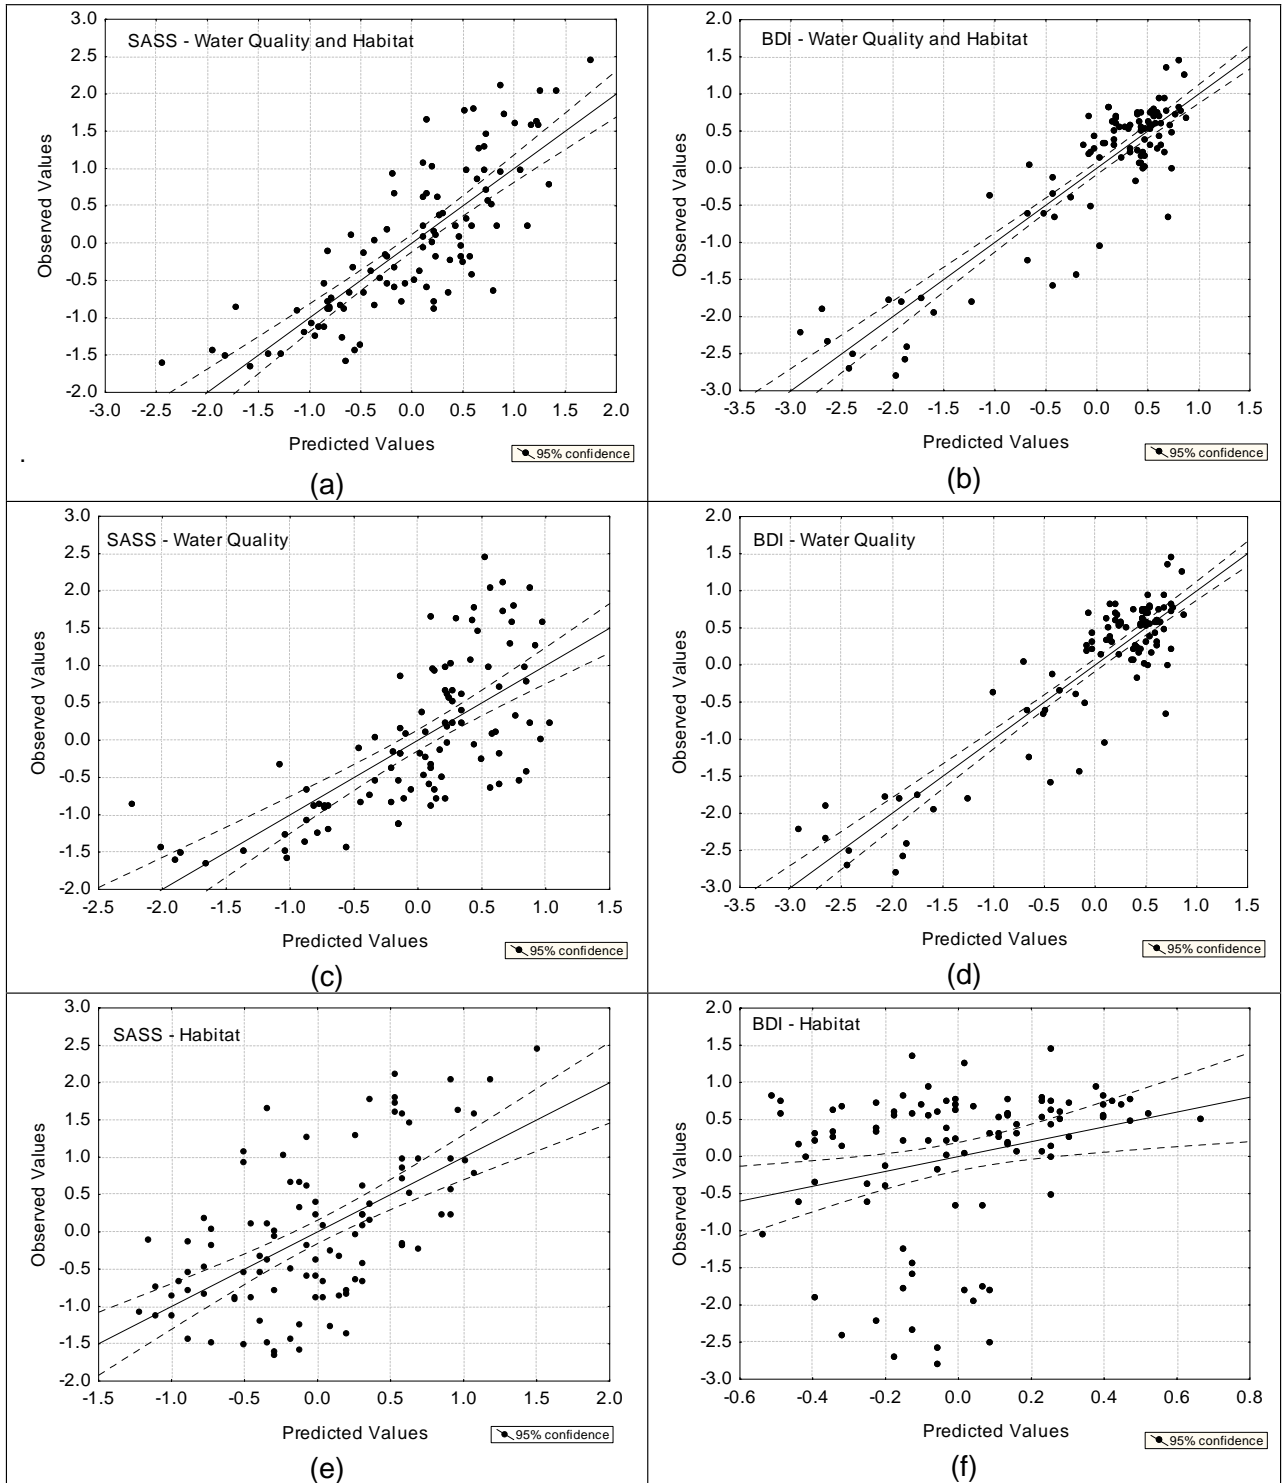 SASS - Water Quality and Habitat
3.0
2.5
2.0
1.5
1.0
0.5
0.0
-0.5
-1.0
-1.5
-2.0
Observed Values
-3.0 -2.5 -2.0 -1.5 -1.0 -0.5 0.0 0.5 1.0 1.5 2.0
Predicted Values
95% confidence
.
(a)
BDI - Water Quality and Habitat
2.0
1.5
1.0
0.5
0.0
-0.5
-1.0
-1.5
-2.0
-2.5
-3.0
Observed Values
-3.5 -3.0 -2.5 -2.0 -1.5 -1.0 -0.5 0.0 0.5 1.0 1.5
Predicted Values
95% confidence
(b)
SASS - Water Quality
3.0
2.5
2.0
1.5
1.0
0.5
0.0
-0.5
-1.0
-1.5
-2.0
Observed Values
-2.5 -2.0 -1.5 -1.0 -0.5 0.0 0.5 1.0 1.5
Predicted Values
95% confidence
(c)
BDI - Water Quality
2.0
1.5
1.0
0.5
0.0
-0.5
-1.0
-1.5
-2.0
-2.5
-3.0
Observed Values
-3.5 -3.0 -2.5 -2.0 -1.5 -1.0 -0.5 0.0 0.5 1.0 1.5
Predicted Values
95% confidence
(d)
SASS - Habitat
3.0
2.5
2.0
1.5
1.0
0.5
0.0
-0.5
-1.0
-1.5
-2.0
Observed Values
-1.5 -1.0 -0.5 0.0 0.5 1.0 1.5 2.0
Predicted Values
95% confidence
(e)
BDI - Habitat
2.0
1.5
1.0
0.5
0.0
-0.5
-1.0
-1.5
-2.0
-2.5
-3.0
Observed Values
-0.6 -0.4 -0.2 0.0 0.2 0.4 0.6 0.8
Predicted Values
95% confidence
(f)